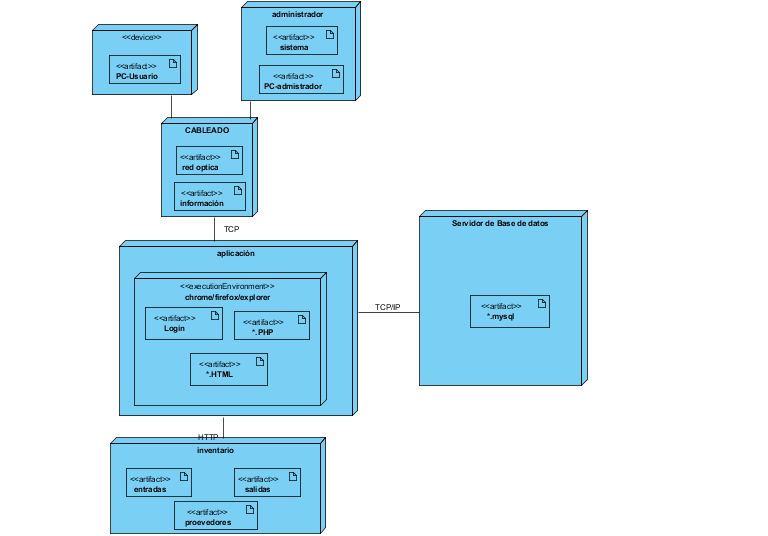 administrador
<<artifact>>
sistema
<<artifact>>
PC-admistrador
<<device>>
<<artifact>>
PC-Usuario
CABLEADO
<<artifact>>
red optica
<<artifact>>
información
TCP
aplicación
<<executionEnvironment>>
chrome/firefox/explorer
<<artifact>>
Login
<<artifact>>
*.PHP
<<artifact>>
*.HTML
TCP/IP
Servidor de Base de datos
<<artifact>>
*.mysql
HTTP
inventario
<<artifact>>
entradas
<<artifact>>
salidas
<<artifact>>
proevedores